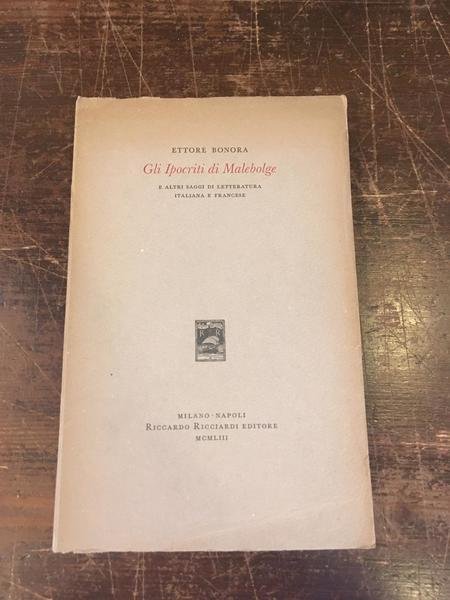 ETTORE BONORA
Gli Ipocriti di Malebolge
E ALTRI SAGGI DI LETTERATURA
ITALIANA E FRANCESE
R R
MILANO · NAPOLI
RICCARDO RICCIARDI EDITORE
MCMLIII